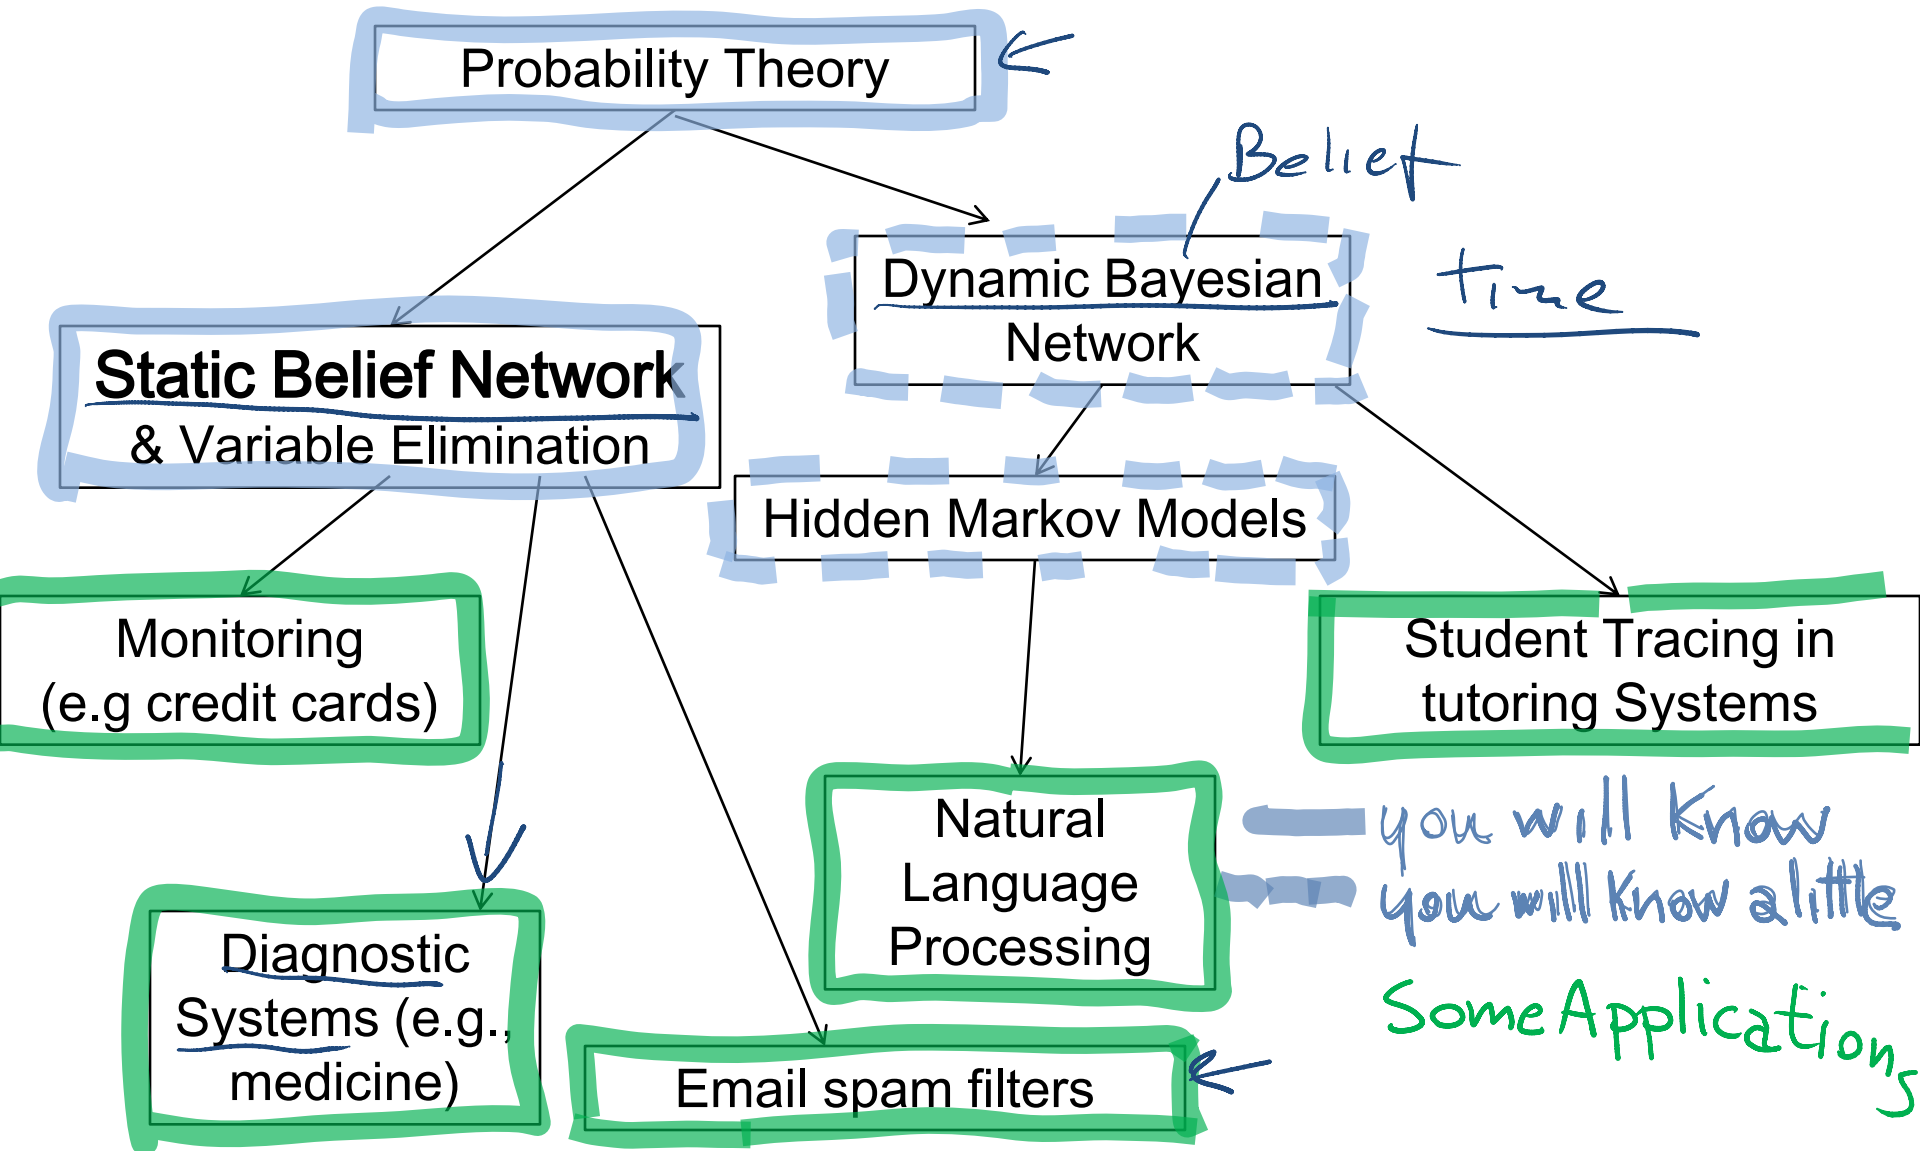 Probability Theory
Belief
Dynamic Bayesian
Network
time
Static Belief Network
& Variable Elimination
Hidden Markov Models
Monitoring
(e.g credit cards)
Student Tracing in
tutoring Systems
Natural
Language
Processing
you will Know
you will Know a little
Diagnostic
Systems (e.g.,
medicine)
Some Applications
Email spam filters